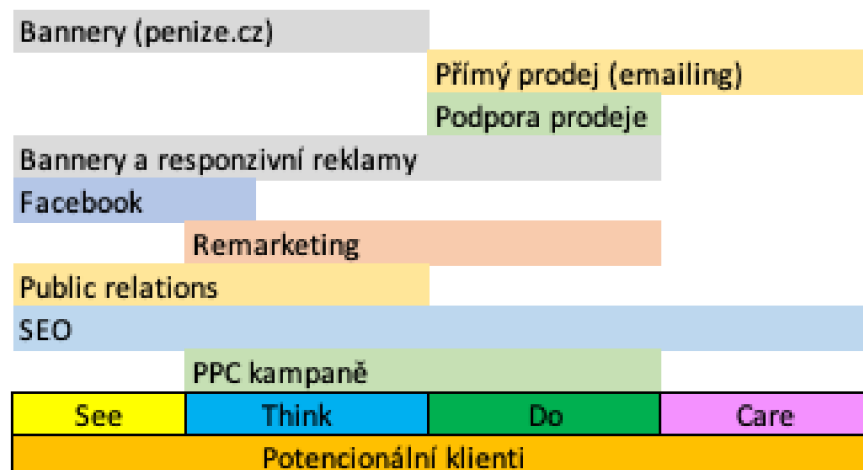 Bannery (penize.cz)
Přímý prodej (emailing)
Podpora prodeje
Bannery a responzivní reklamy
Facebook
Remarketing
Public relations
SEO
PPC kampaně
See Think Do Care
Potencionální klienti